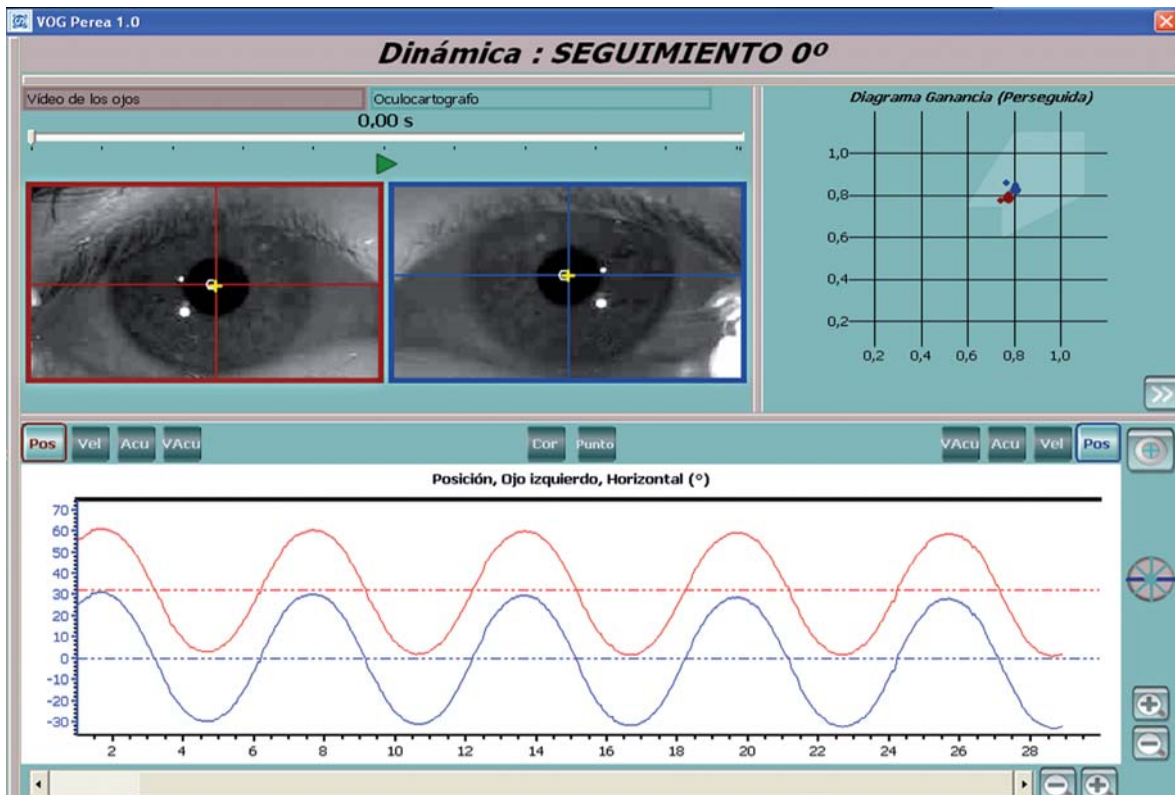 VOG Perea 1.0
Dinámica : SEGUIMIENTO 0º
Vídeo de los ojos
Oculocartografo
0,00 s
Diagrama Ganancia (Perseguida)
1,0
0,8
0,6
0,4
0,2
0,2 0,4 0,6 0,8 1,0
>>
Pos Vel Acu VAcu Cor Punto VAcu Acu Vel Pos
Posición, Ojo izquierdo, Horizontal (°)
70
60
50
40
30
20
10
0
-10
-20
-30
2 4 6 8 10 12 14 16 18 20 22 24 26 28